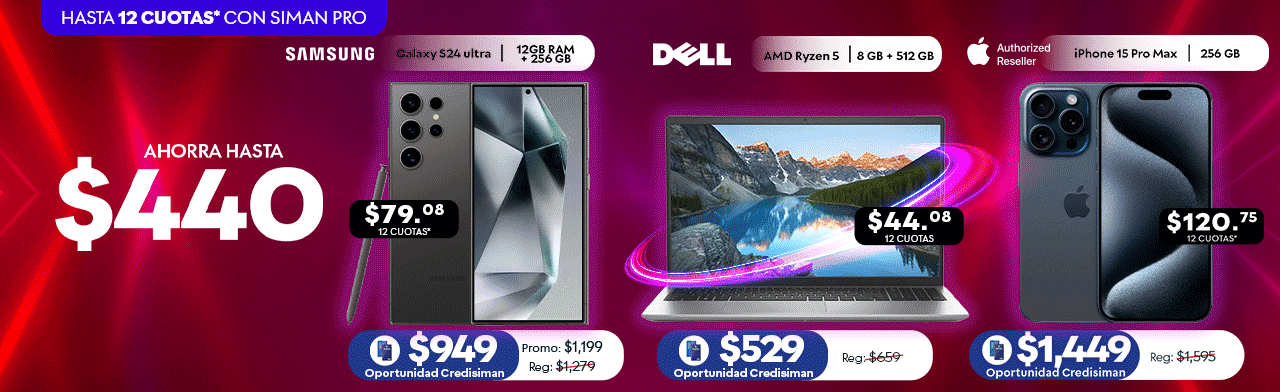 HASTA 12 CUOTAS* CON SIMAN PRO
AHORRA HASTA
$440
SAMSUNG
Galaxy S24 ultra
12GB RAM
+ 256 GB
$79.08
12 CUOTAS*
$949
Oportunidad Credisiman
Promo: $1,199
Reg: $1,279
DELL
AMD Ryzen 5
8 GB + 512 GB
$44.08
12 CUOTAS
$529
Oportunidad Credisiman
Reg: $659
Authorized
Reseller
iPhone 15 Pro Max
256 GB
$120.75
12 CUOTAS*
$1,449
Oportunidad Credisiman
Reg: $1,595